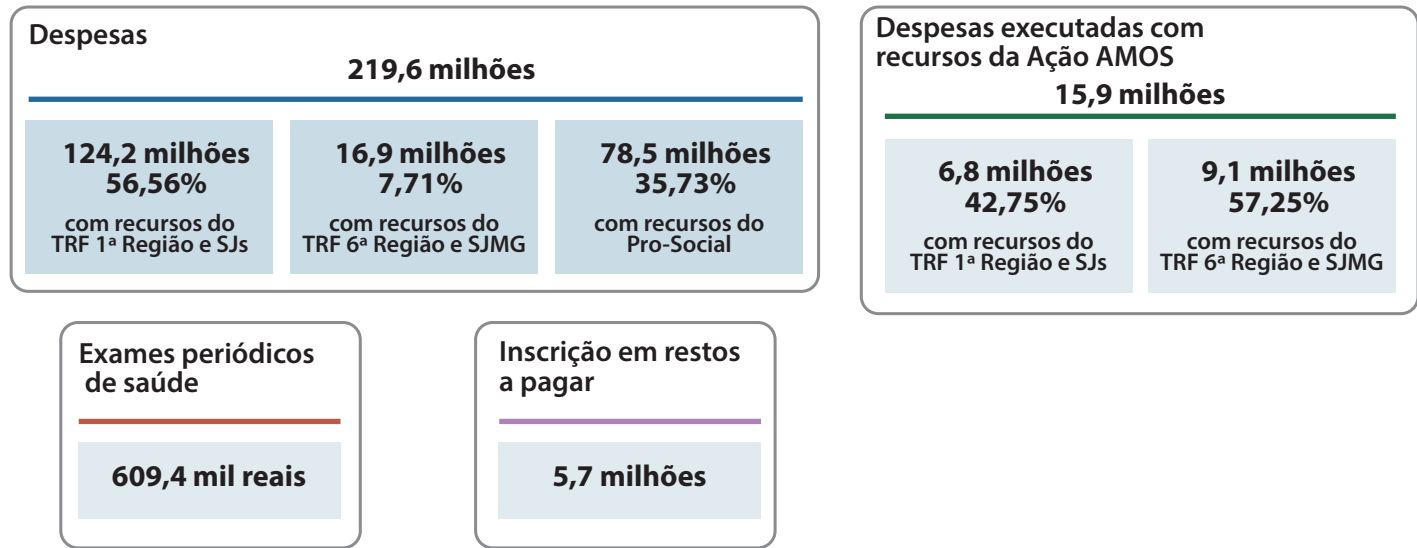 Despesas
219,6 milhões
124,2 milhões
56,56%
com recursos do
TRF 1ª Região e SJs
16,9 milhões
7,71%
com recursos do
TRF 6ª Região e SJMG
78,5 milhões
35,73%
com recursos do
Pro-Social
Despesas executadas com
recursos da Ação AMOS
15,9 milhões
6,8 milhões
42,75%
com recursos do
TRF 1ª Região e SJs
9,1 milhões
57,25%
com recursos do
TRF 6ª Região e SJMG
Exames periódicos
de saúde
609,4 mil reais
Inscrição em restos
a pagar
5,7 milhões